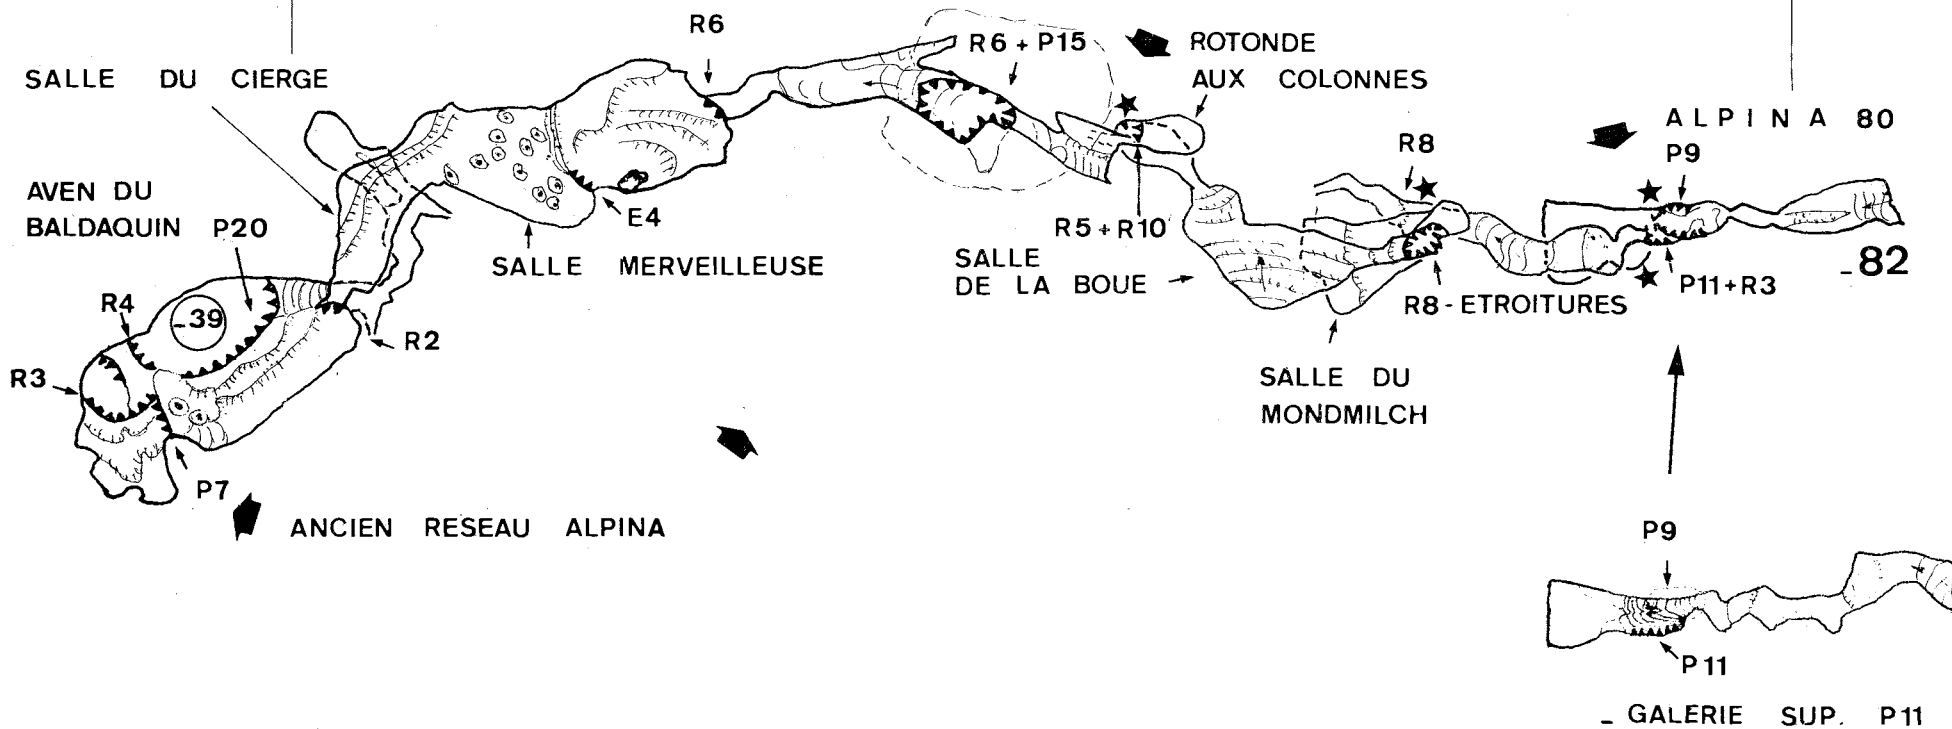 R6
R6 + P15
ROTONDE
AUX COLONNES
SALLE DU CIERGE
ALPINA 80
R8
P9
AVEN DU
BALDAQUIN P20
E4
R5 + R10
SALLE MERVEILLEUSE
SALLE
DE LA BOUE
-82
P11+R3
R8 - ETROITURES
R4
-39
R2
R3
SALLE DU
MONDMILCH
P7
ANCIEN RESEAU ALPINA
P9
P11
- GALERIE SUP. P11